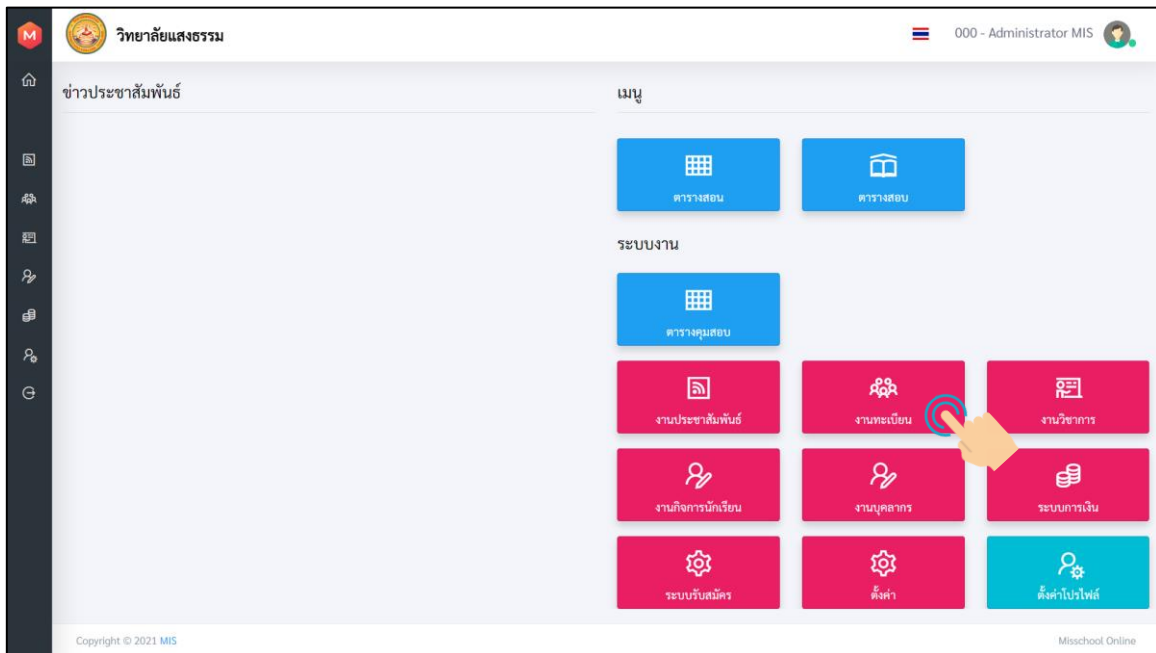 M
วิทยาลัยแสงธรรม
000 - Administrator MIS
ข่าวประชาสัมพันธ์
เมนู
ตารางสอน
ตารางสอบ
ระบบงาน
ตารางคุมสอบ
งานประชาสัมพันธ์
งานทะเบียน
งานวิชาการ
งานกิจการนักเรียน
งานบุคลากร
ระบบการเงิน
ระบบรับสมัคร
ตั้งค่า
ตั้งค่าโปรไฟล์
Copyright © 2021 MIS
Misschool Online